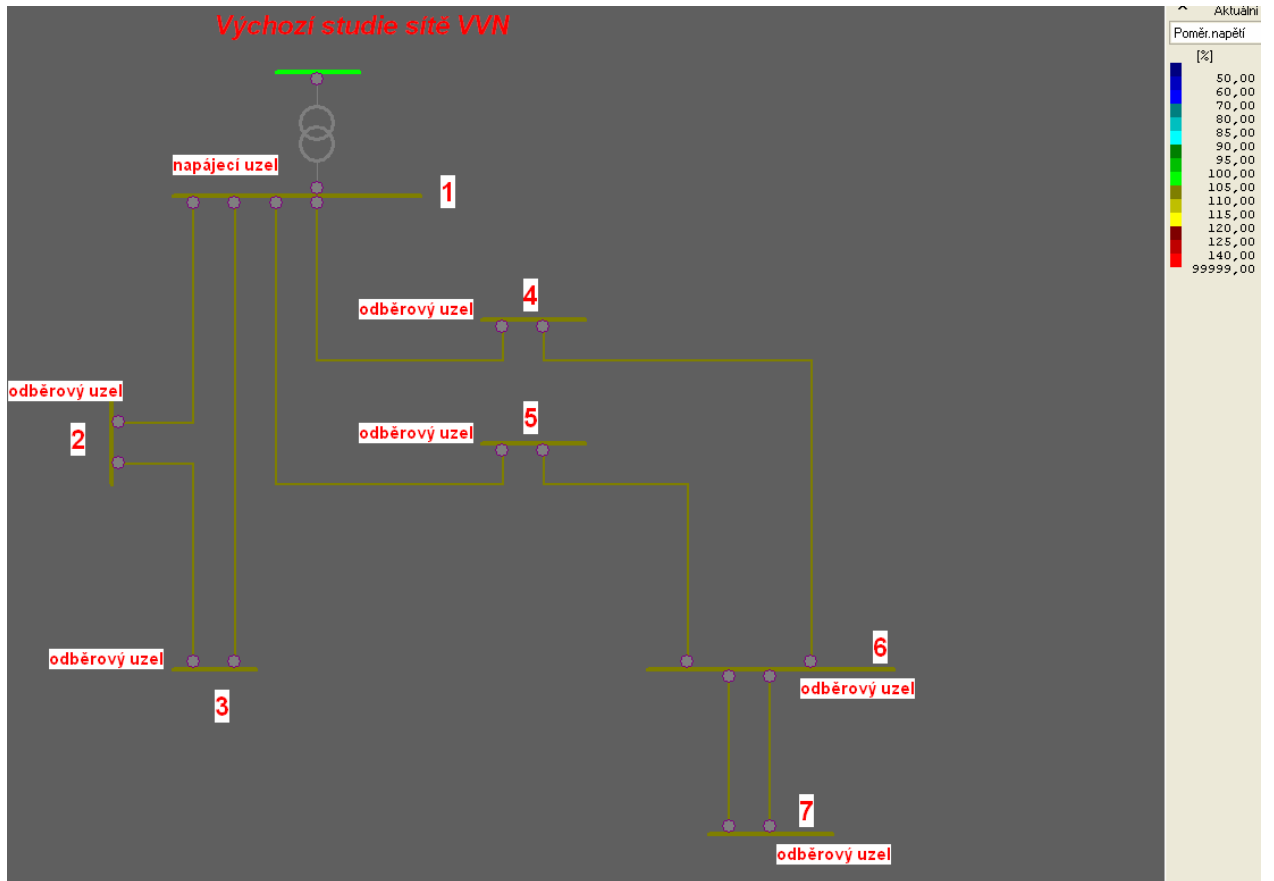 Výchozí studie sítě VVN
napájecí uzel
1
odběrový uzel
4
odběrový uzel
2
odběrový uzel
5
odběrový uzel
3
6
odběrový uzel
7
odběrový uzel
Aktuální
Poměr.napětí
[%]
50,00
60,00
70,00
80,00
85,00
90,00
95,00
100,00
105,00
110,00
115,00
120,00
125,00
140,00
99999,00